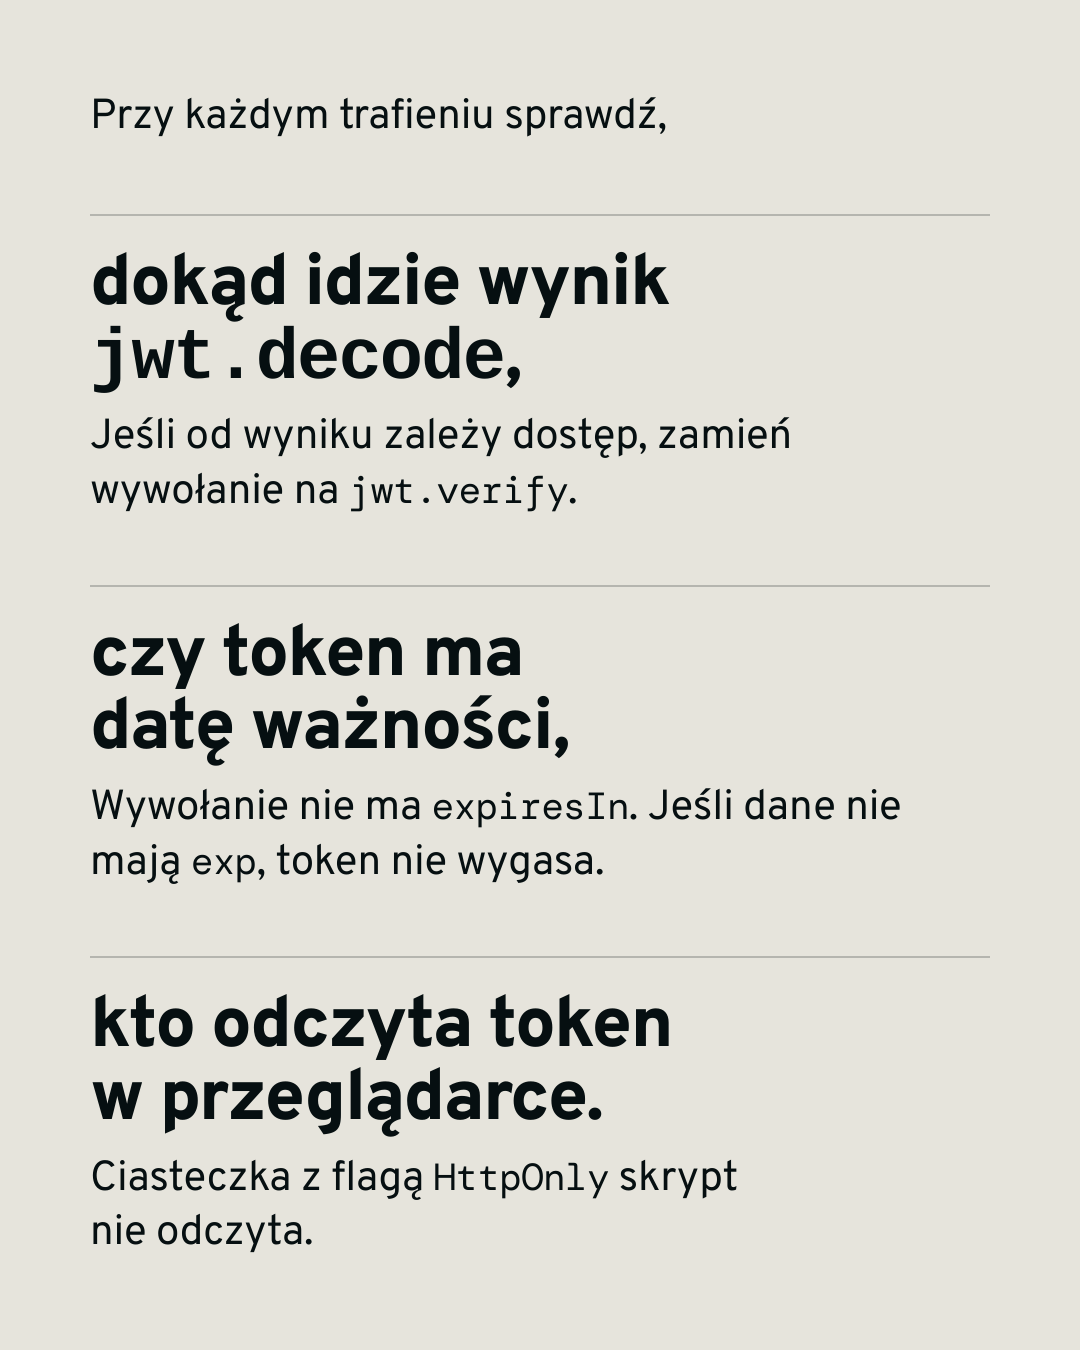 Przy każdym trafieniu sprawdź,
dokąd idzie wynik
jwt.decode,
Jeśli od wyniku zależy dostęp, zamień
wywołanie na jwt.verify.
czy token ma
datę ważności,
Wywołanie nie ma expiresIn. Jeśli dane nie
mają exp, token nie wygasa.
kto odczyta token
w przeglądarce.
Ciasteczka z flagą HttpOnly skrypt
nie odczyta.